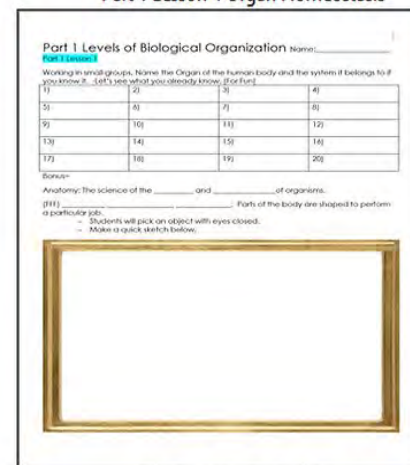 Part 1 Lesson 1 Organ Homeostasis
Part 1 Levels of Biological Organization Name:
Part 1 Lesson 1
Working in small groups, Name the Organ of the human body and the system it belongs to if
you know it. -Let's see what you already know. (For Fun)
1) 2) 3) 4)
5) 6) 7) 8)
9) 10) 11) 12)
13) 14) 15) 16)
17) 18) 19) 20)
Bonus=
Anatomy: The science of the ________ and ________ of organisms.
(FFF) ________ ________ ________. Parts of the body are shaped to perform
a particular job.
- Students will pick an object with eyes closed.
- Make a quick sketch below.